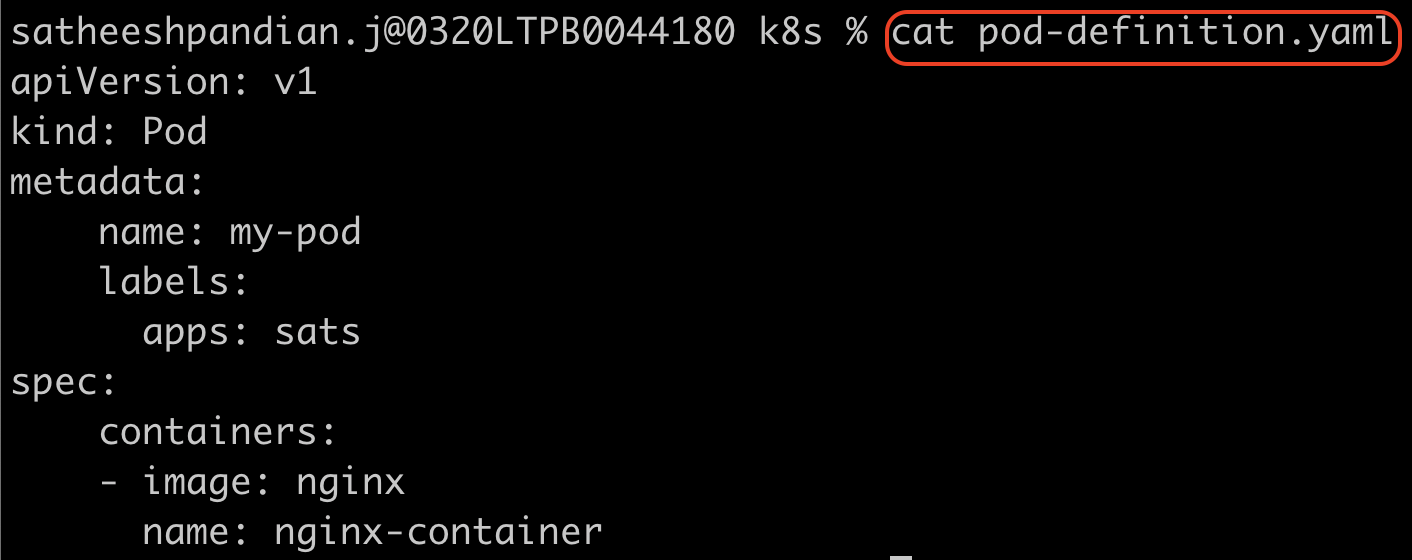 satheeshpandian.j@0320LTPB0044180 k8s % cat pod-definition.yaml
apiVersion: v1
kind: Pod
metadata:
    name: my-pod
    labels:
      apps: sats
spec:
    containers:
    - image: nginx
      name: nginx-container